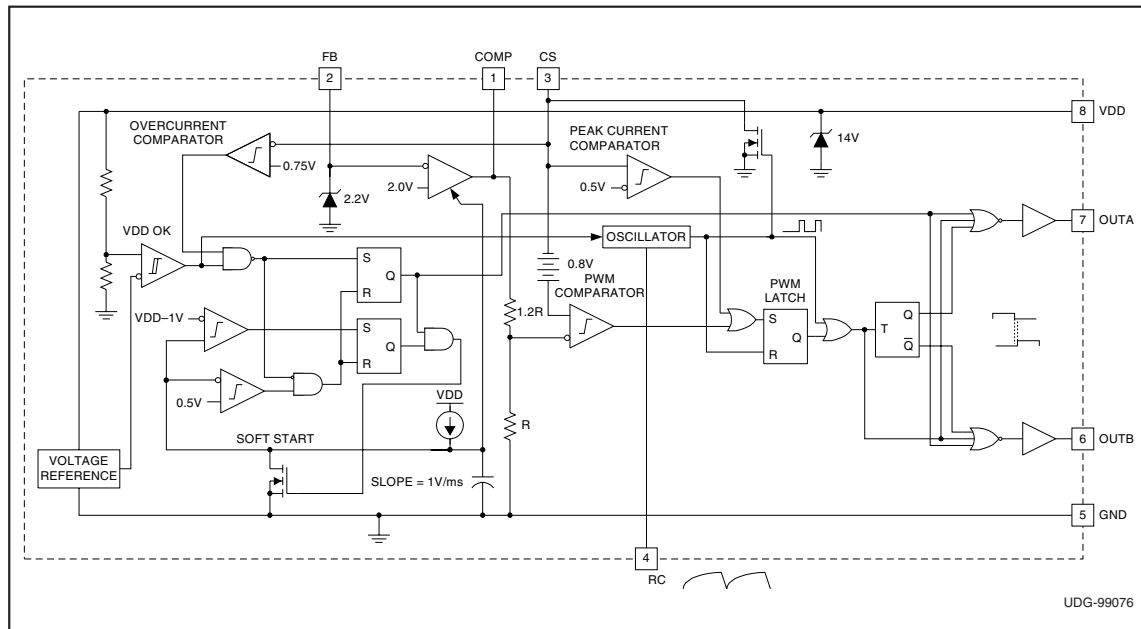 FB
COMP
CS
2
1
3
8
VDD
OVERCURRENT
COMPARATOR
PEAK CURRENT
COMPARATOR
14V
0.75V
2.0V
0.5V
2.2V
7
OUTA
VDD OK
OSCILLATOR
S
Q
R
0.8V
PWM
COMPARATOR
PWM
LATCH
1.2R
VDD–1V
S
Q
R
S
Q
R
T
Q
Q̅
0.5V
VDD
R
6
OUTB
SOFT START
VOLTAGE
REFERENCE
SLOPE = 1V/ms
5
GND
4
RC
UDG-99076